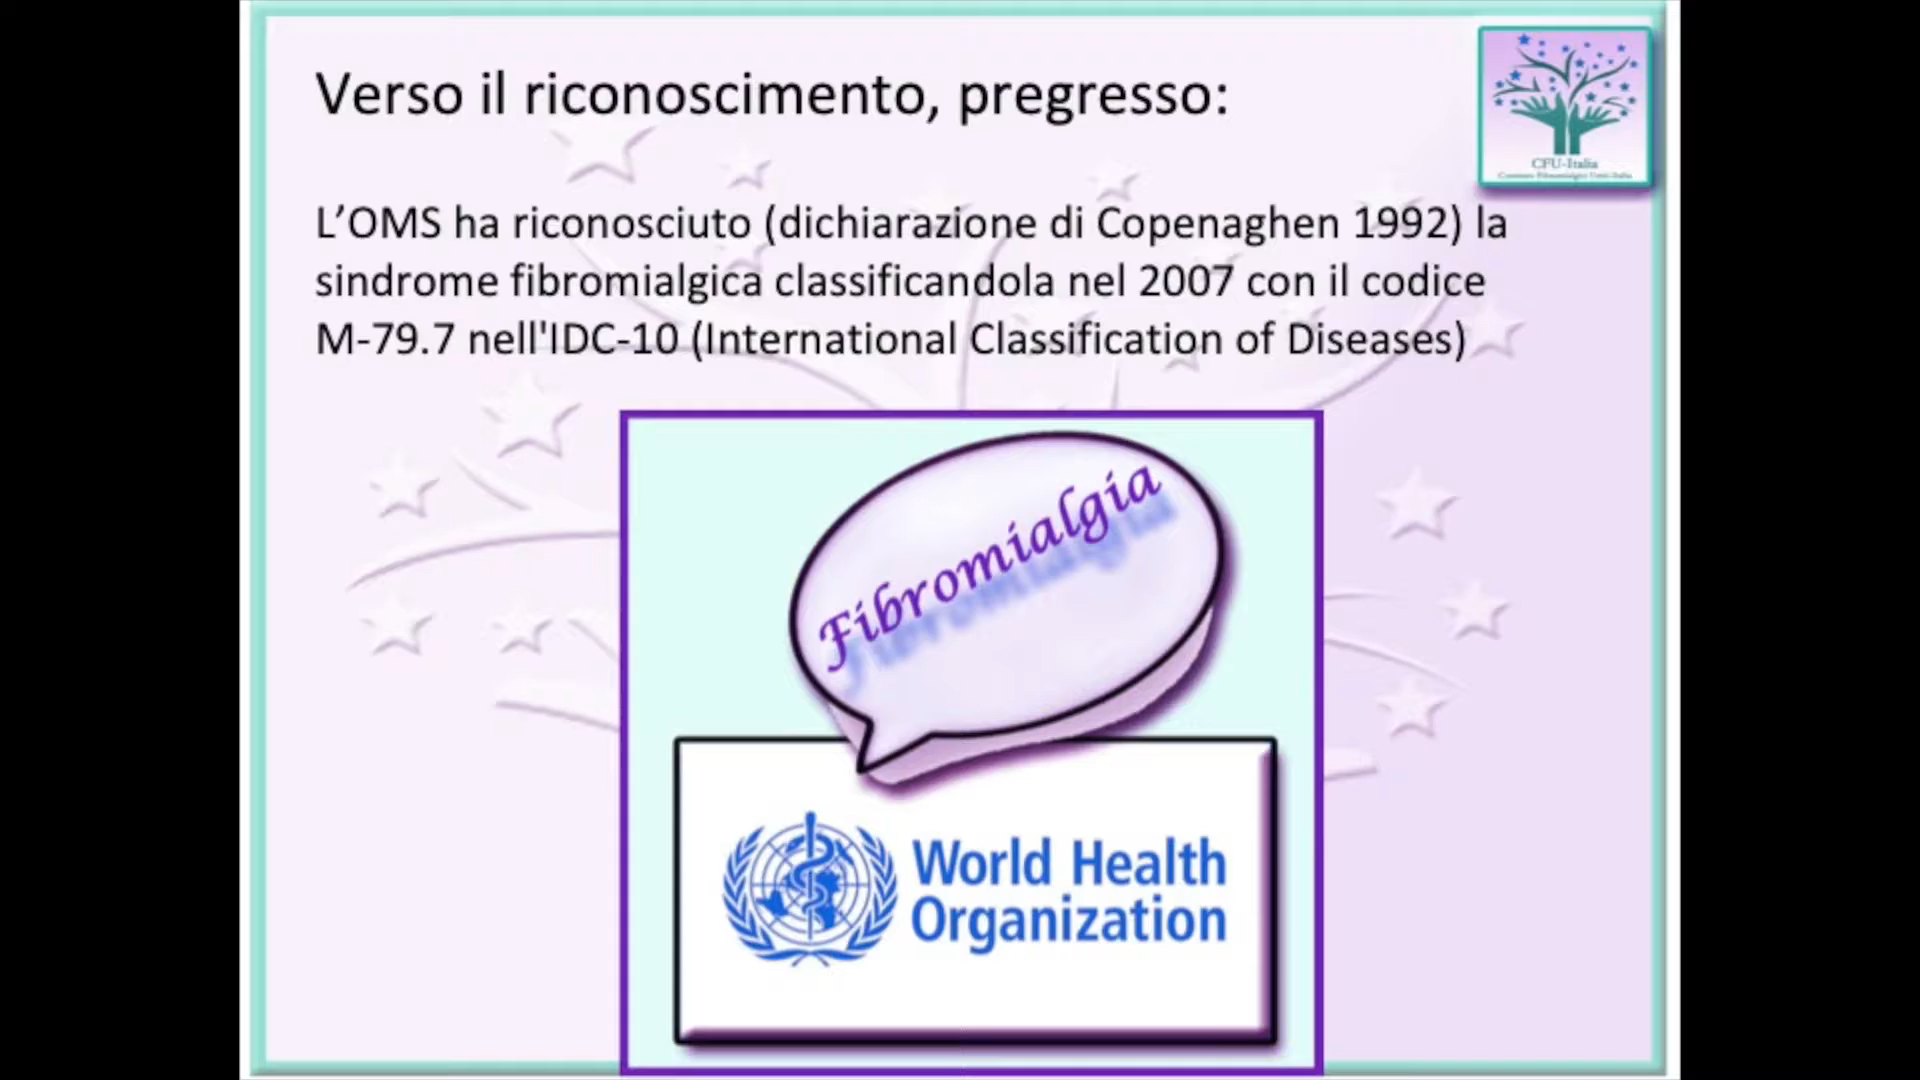 Verso il riconoscimento, pregresso:
CFU-Italia
L’OMS ha riconosciuto (dichiarazione di Copenaghen 1992) la
sindrome fibromialgica classificandola nel 2007 con il codice
M-79.7 nell'IDC-10 (International Classification of Diseases)
Fibromialgia
World Health
Organization